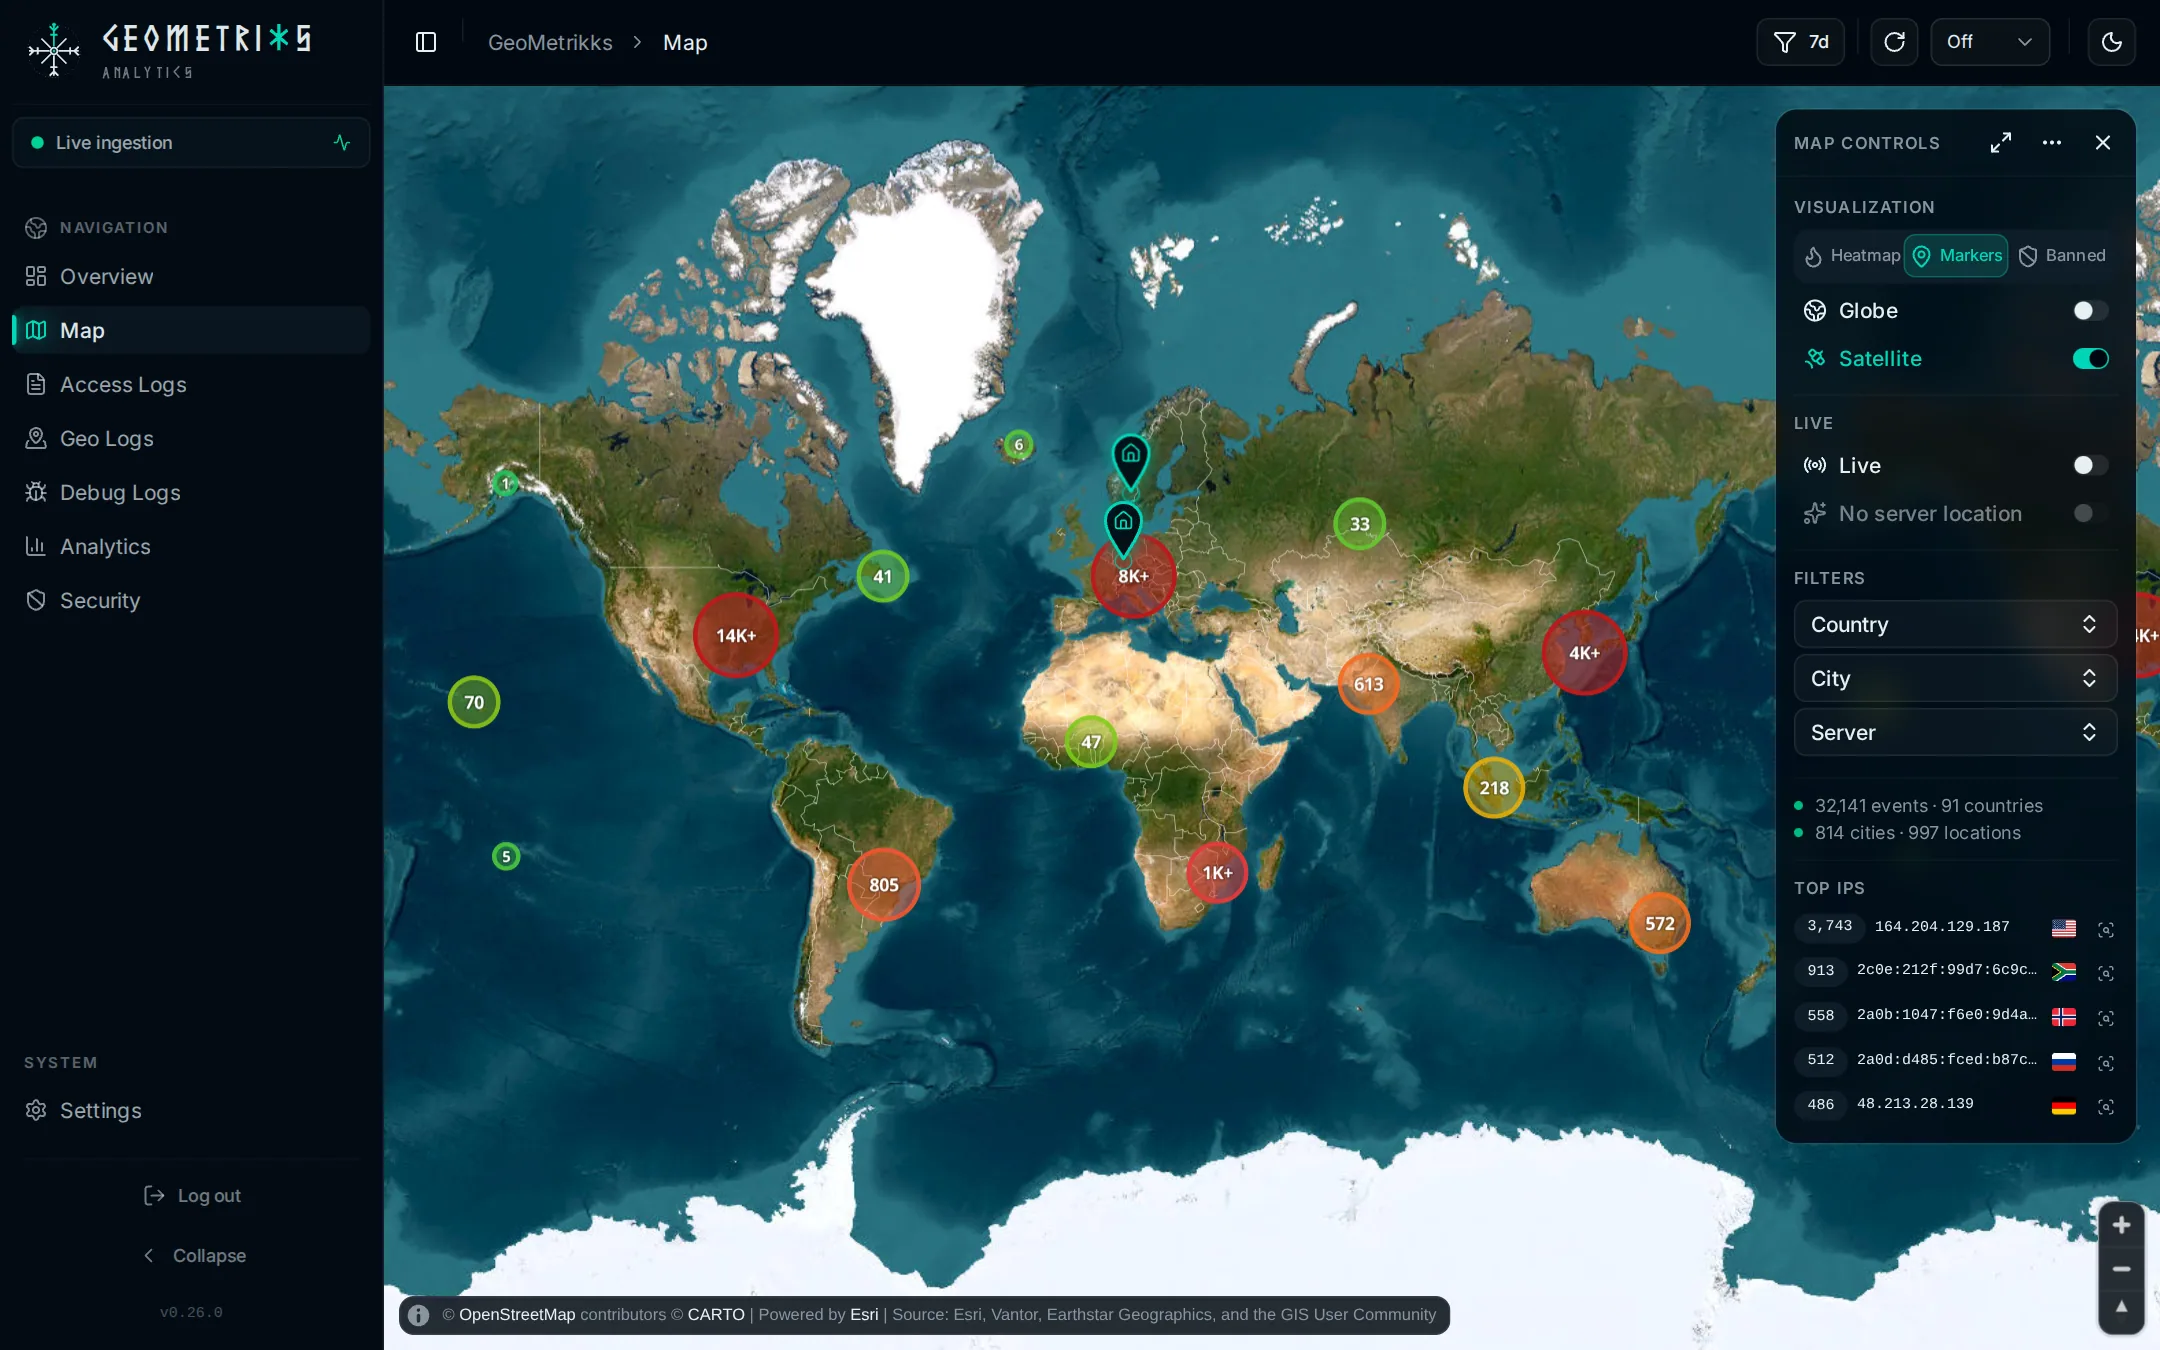 GEOMETRIKS
ANALYTICS
Live ingestion
NAVIGATION
Overview
Map
Access Logs
Geo Logs
Debug Logs
Analytics
Security
SYSTEM
Settings
Log out
Collapse
v0.26.0
GeoMetrikks > Map
7d
Off
MAP CONTROLS
VISUALIZATION
Heatmap Markers Banned
Globe
Satellite
LIVE
Live
No server location
FILTERS
Country
City
Server
32,141 events · 91 countries
814 cities · 997 locations
TOP IPS
3,743 164.204.129.187
913 2c0e:212f:99d7:6c9c…
558 2a0b:1047:f6e0:9d4a…
512 2a0d:d485:fced:b87c…
486 48.213.28.139
6
1
33
41
8K+
14K+
4K+
4K+
613
70
47
218
5
805
1K+
572
© OpenStreetMap contributors © CARTO | Powered by Esri | Source: Esri, Vantor, Earthstar Geographics, and the GIS User Community